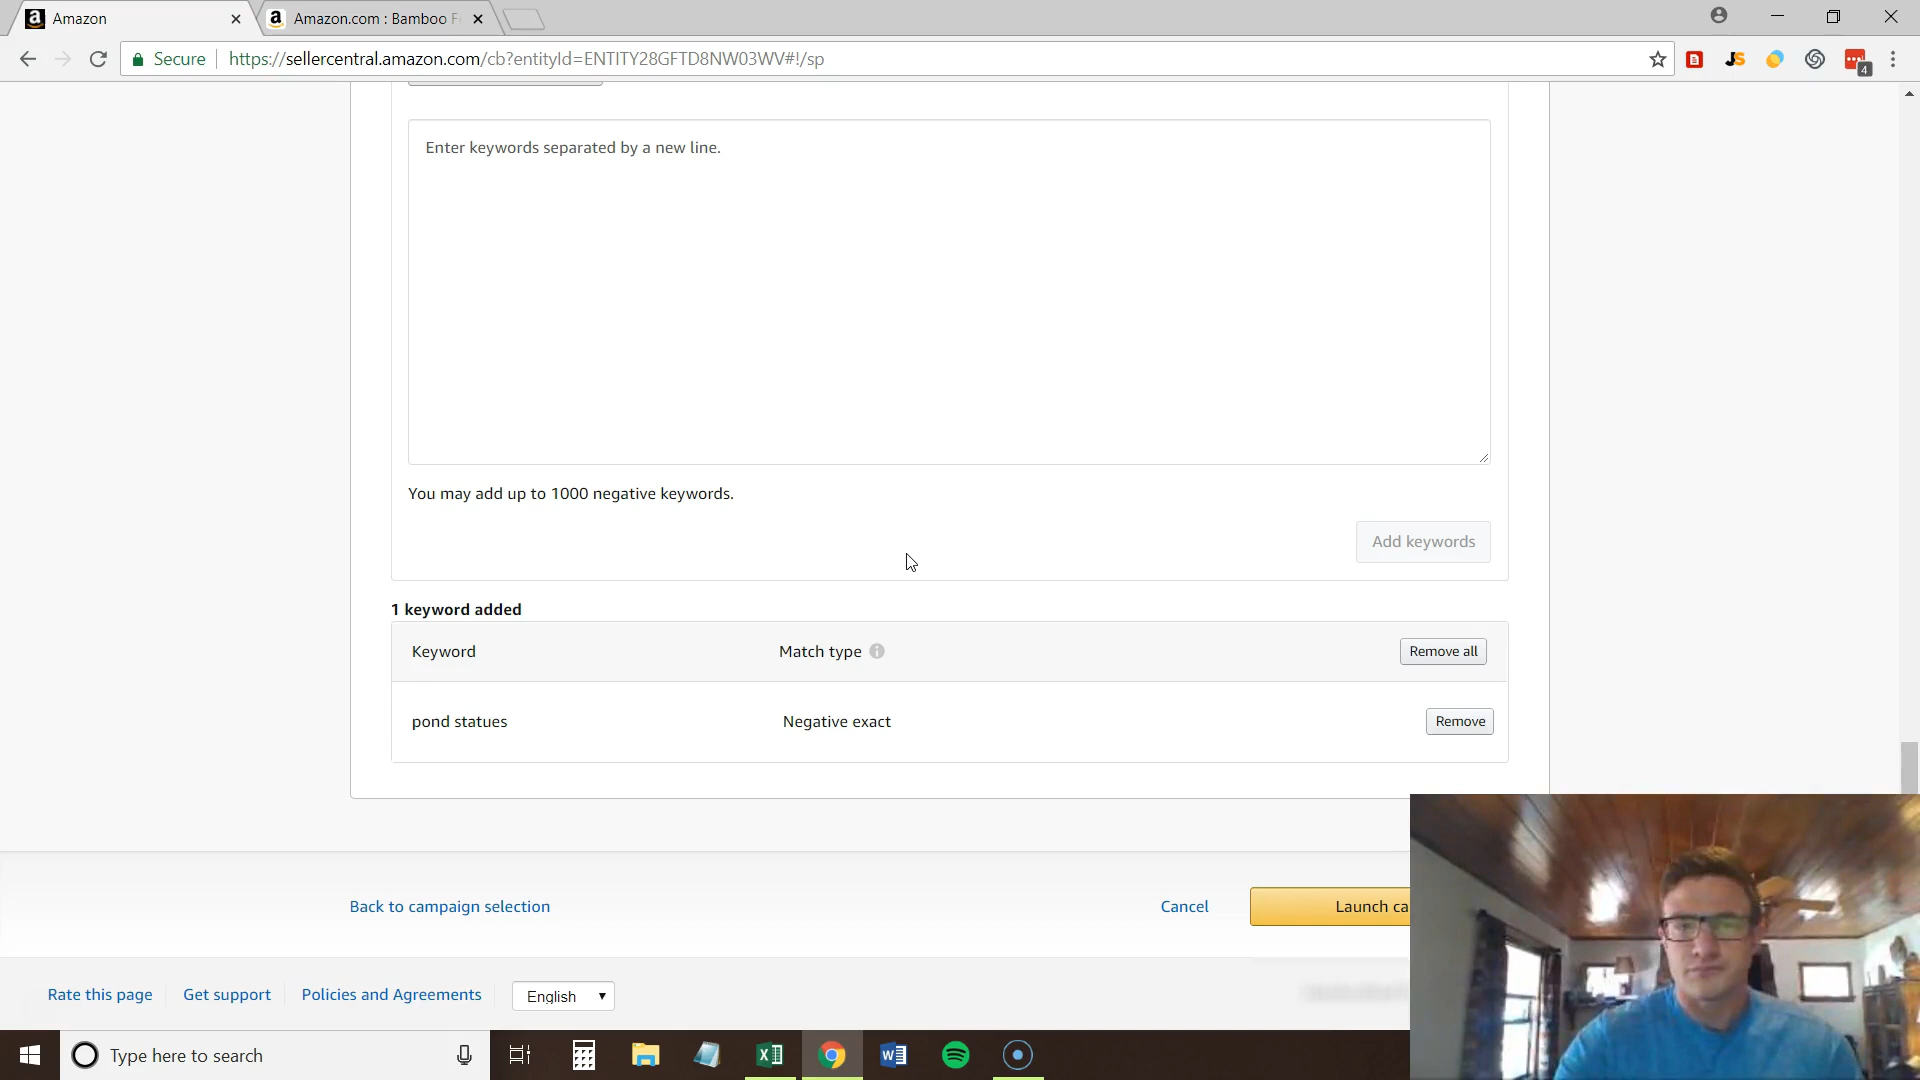 Amazon
Amazon.com : Bamboo F
Secure
https://sellercentral.amazon.com/cb?entityId=ENTITY28GFTD8NW03WV#!/sp
JS
4
Enter keywords separated by a new line.
You may add up to 1000 negative keywords.
Add keywords
1 keyword added
Keyword
Match type
Remove all
pond statues
Negative exact
Remove
Back to campaign selection
Cancel
Launch ca
Rate this page
Get support
Policies and Agreements
English
Type here to search